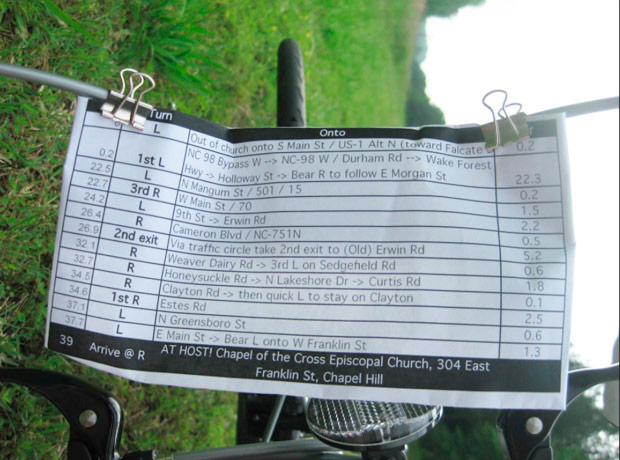 Turn Onto
L Out of church onto S Main St / US-1 Alt N (toward Falcate 0.2
0.2 1st L NC 98 Bypass W -> NC-98 W / Durham Rd -> Wake Forest
Hwy -> Holloway St -> Bear R to follow E Morgan St 22.3
22.5 L N Mangum St / 501 / 15 0.2
22.7 3rd R W Main St / 70 1.5
24.2 L 9th St -> Erwin Rd 2.2
26.4 R Cameron Blvd / NC-751N 0.5
26.9 2nd exit Via traffic circle take 2nd exit to (Old) Erwin Rd 5.2
32.1 R Weaver Dairy Rd -> 3rd L on Sedgefield Rd 0.6
32.7 R Honeysuckle Rd -> N Lakeshore Dr -> Curtis Rd 1.8
34.5 R Clayton Rd -> then quick L to stay on Clayton 0.1
34.6 1st R Estes Rd 2.5
37.1 L N Greensboro St 0.6
37.7 L E Main St -> Bear L onto W Franklin St 1.3
39 Arrive @ R AT HOST! Chapel of the Cross Episcopal Church, 304 East
Franklin St, Chapel Hill